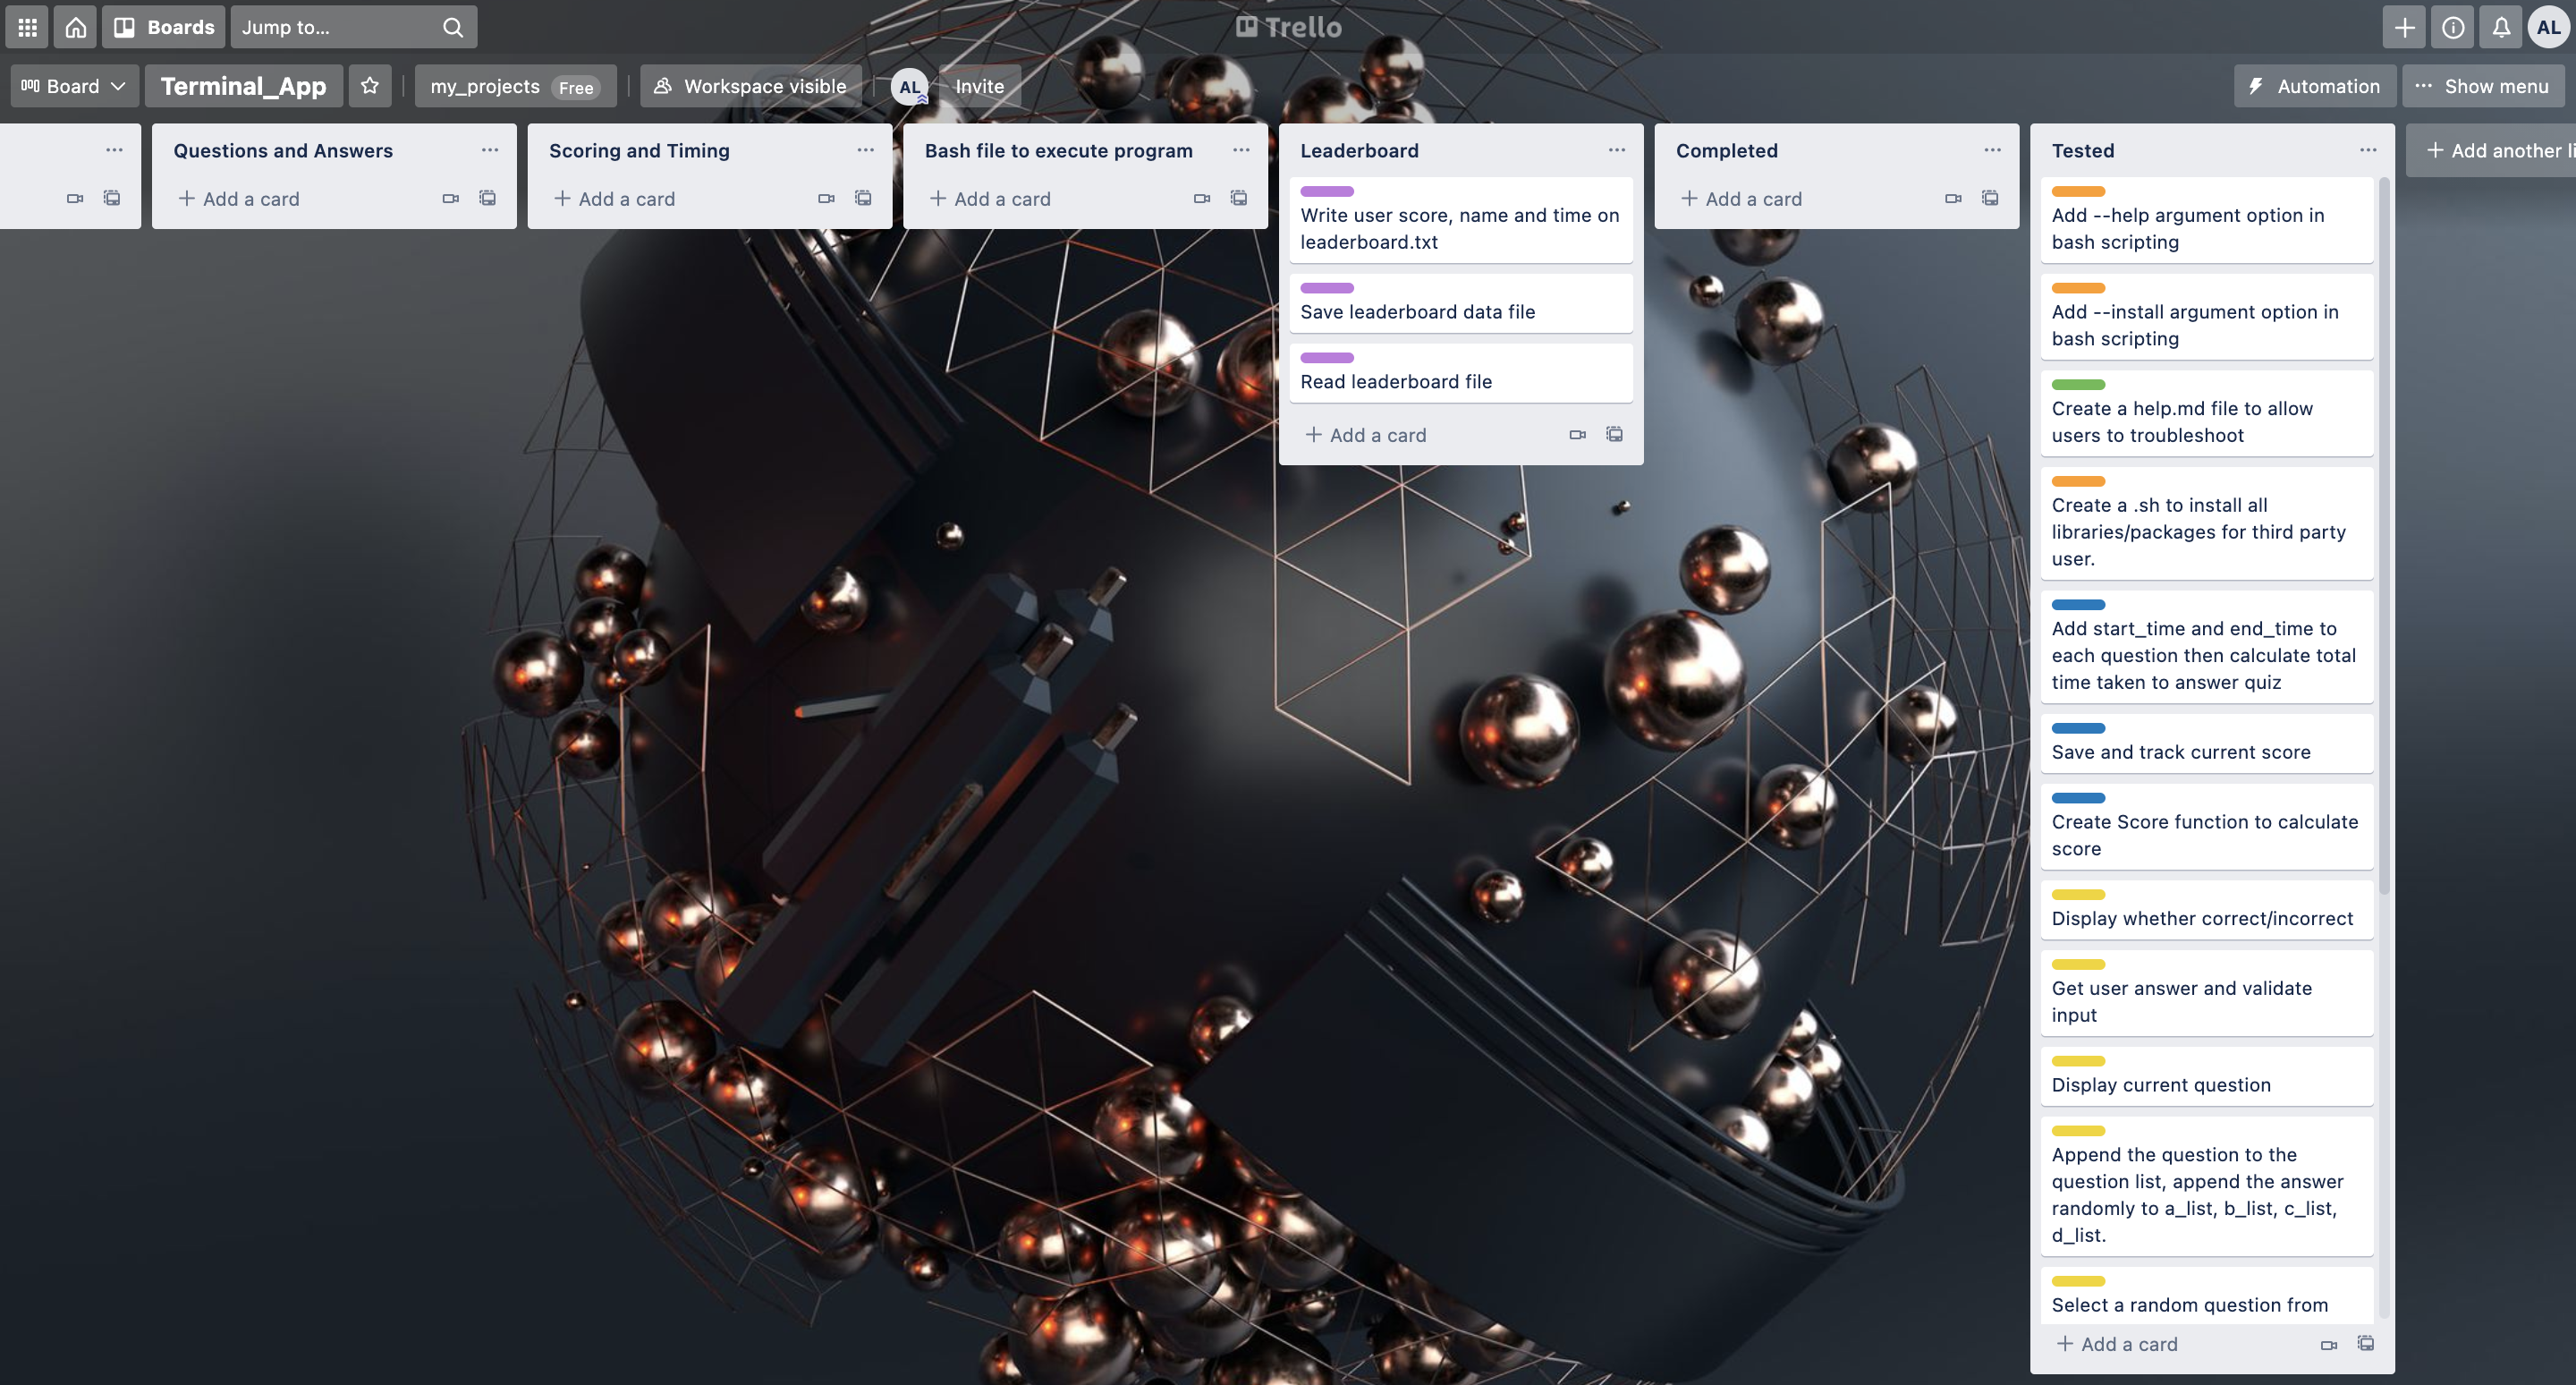 Boards
Jump to...
Trello
AL
Board
Terminal_App
my_projects Free
Workspace visible
AL
Invite
Automation
Show menu
Questions and Answers
Add a card
Scoring and Timing
Add a card
Bash file to execute program
Add a card
Leaderboard
Write user score, name and time on
leaderboard.txt
Save leaderboard data file
Read leaderboard file
Add a card
Completed
Add a card
Tested
Add --help argument option in
bash scripting
Add --install argument option in
bash scripting
Create a help.md file to allow
users to troubleshoot
Create a .sh to install all
libraries/packages for third party
user.
Add start_time and end_time to
each question then calculate total
time taken to answer quiz
Save and track current score
Create Score function to calculate
score
Display whether correct/incorrect
Get user answer and validate
input
Display current question
Append the question to the
question list, append the answer
randomly to a_list, b_list, c_list,
d_list.
Select a random question from
Add a card
Add another li